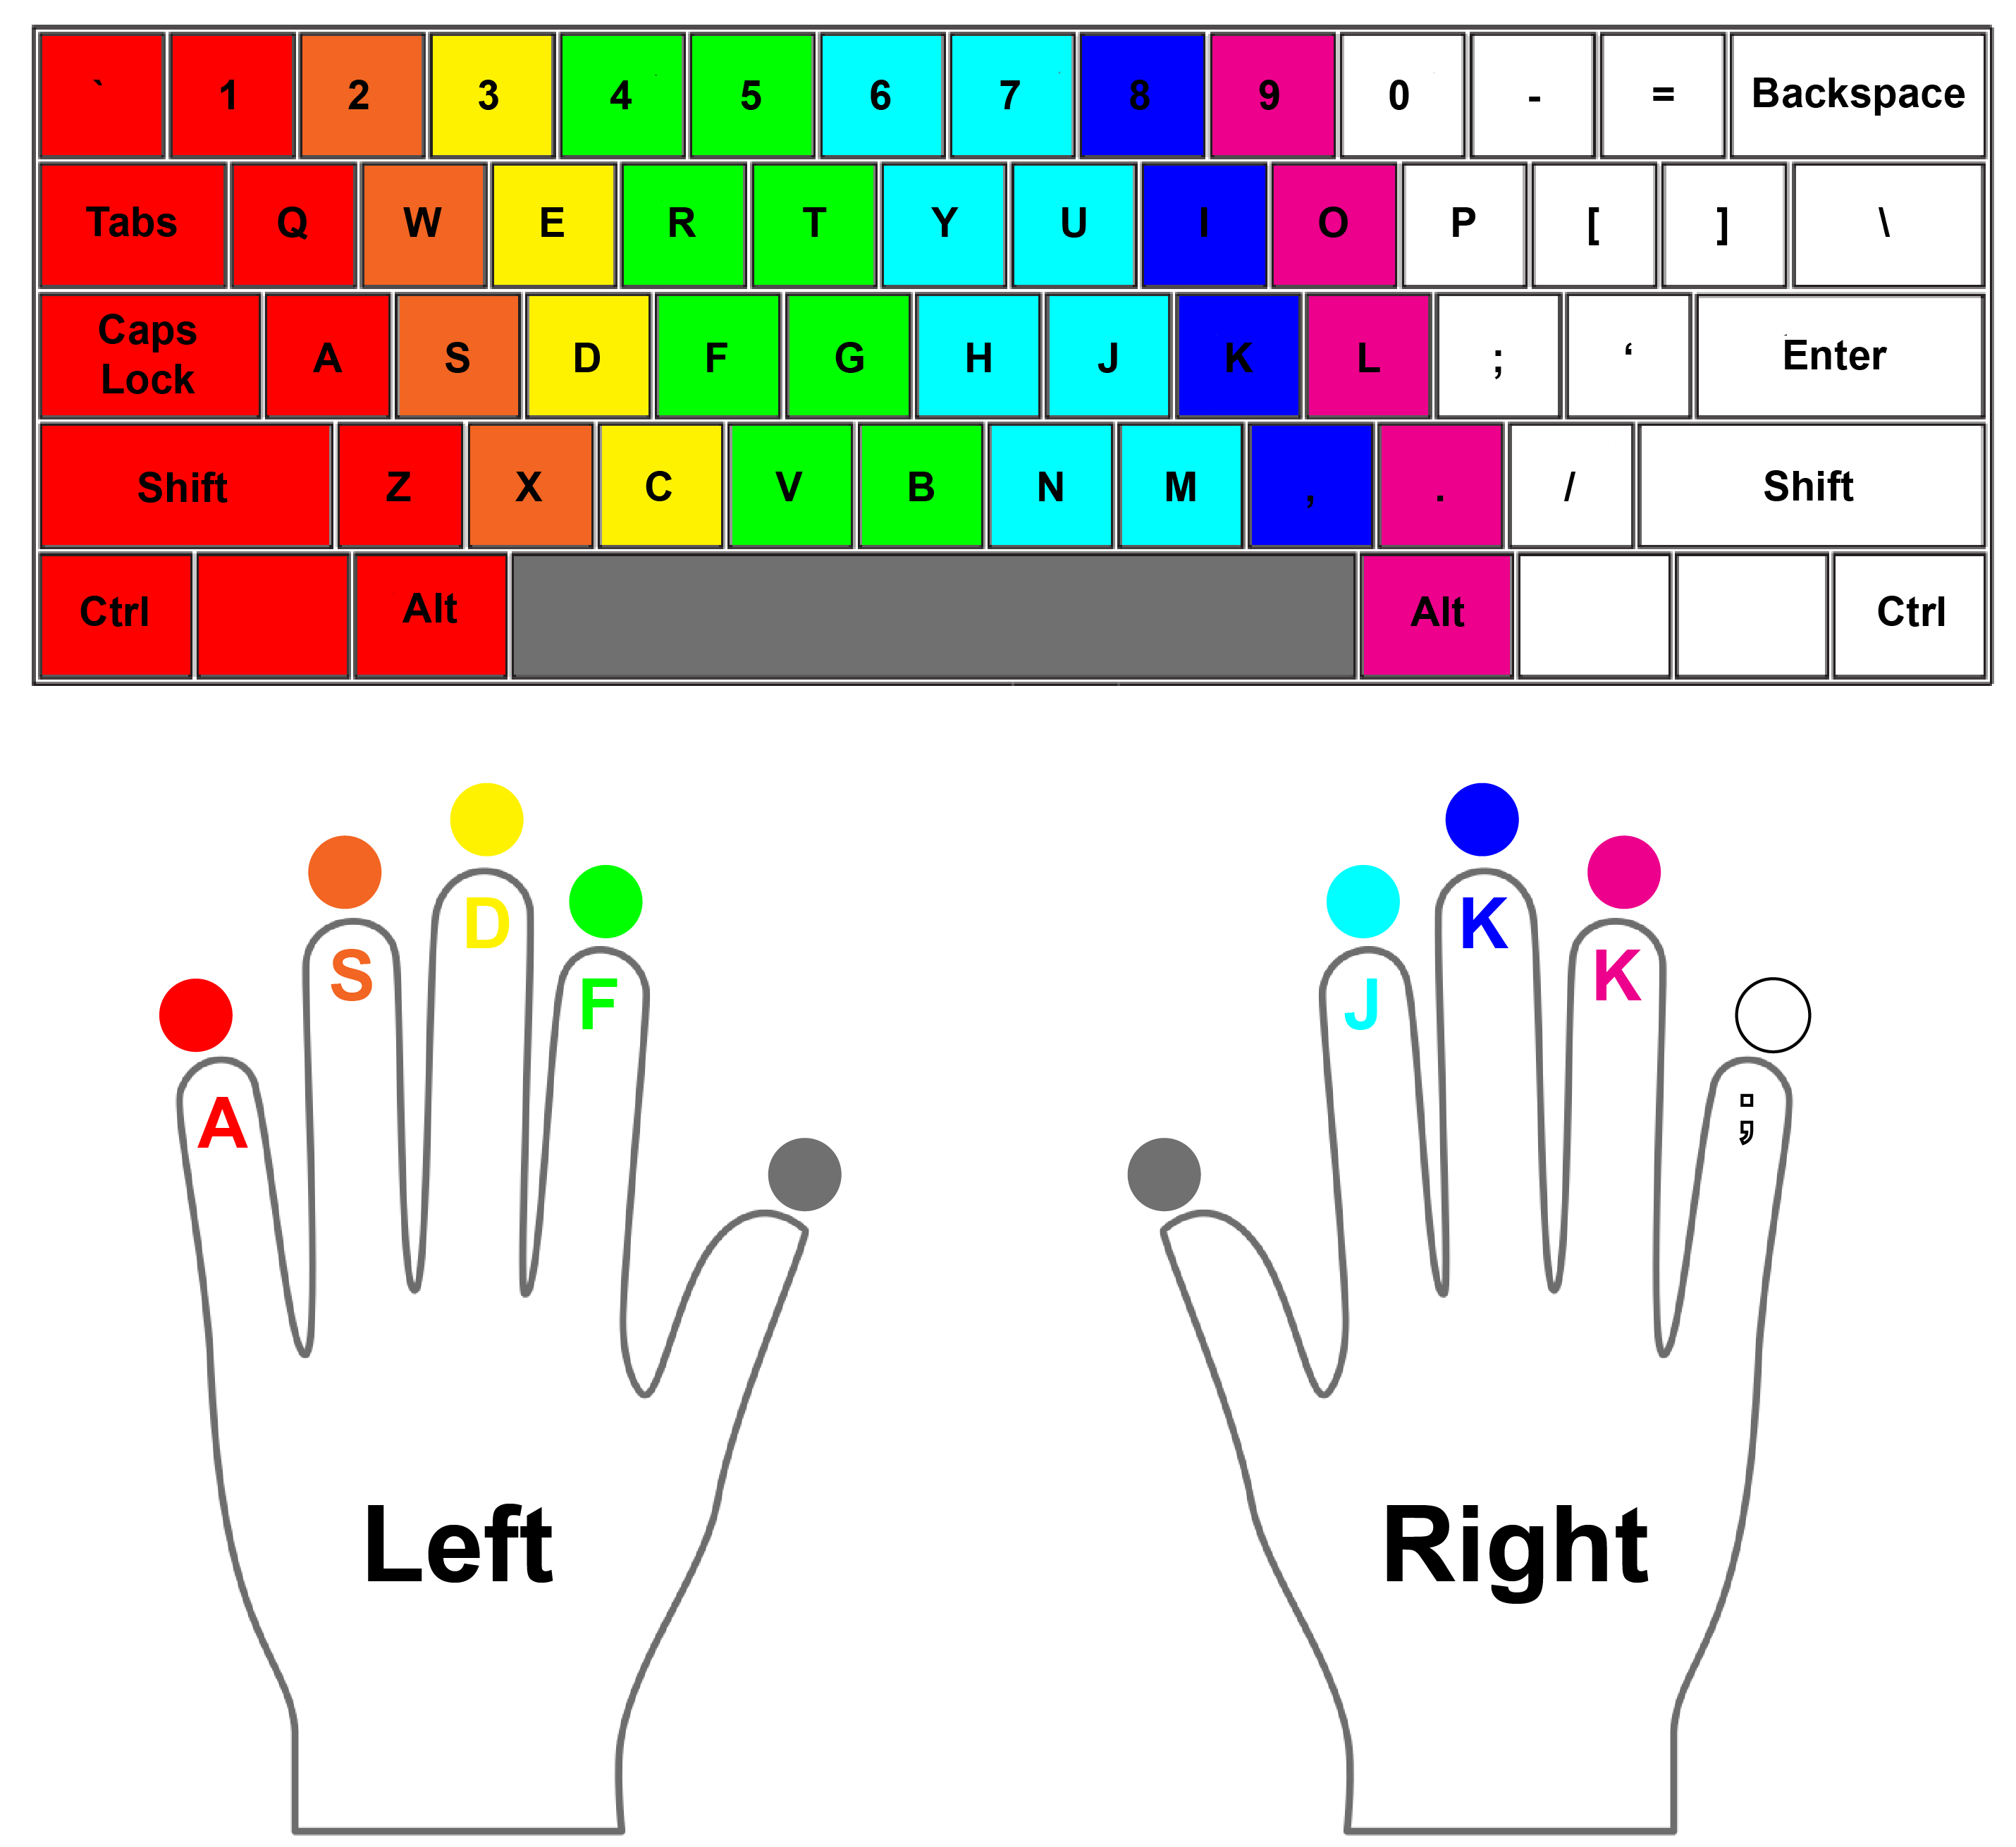 ` 1 2 3 4 5 6 7 8 9 0 - = Backspace
Tabs Q W E R T Y U I O P [ ] \
Caps Lock A S D F G H J K L ; ‘ Enter
Shift Z X C V B N M , . / Shift
Ctrl Alt Alt Ctrl
A S D F J K K ;
Left Right